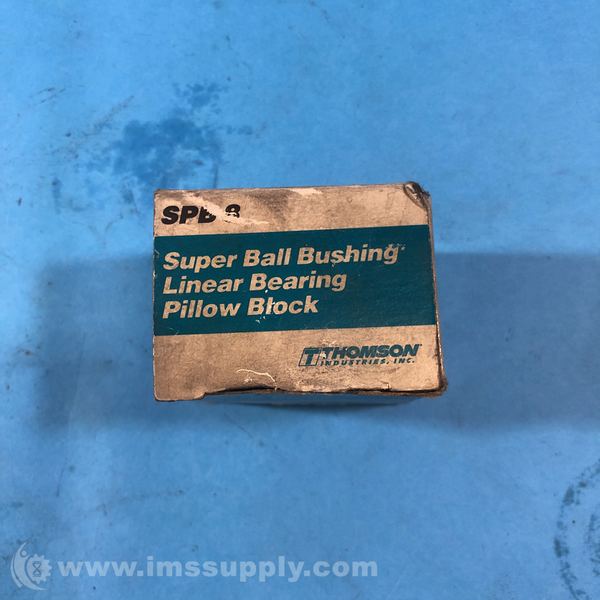 SPB 8
Super Ball Bushing
Linear Bearing
Pillow Block
THOMSON
INDUSTRIES, INC.
www.imssupply.com